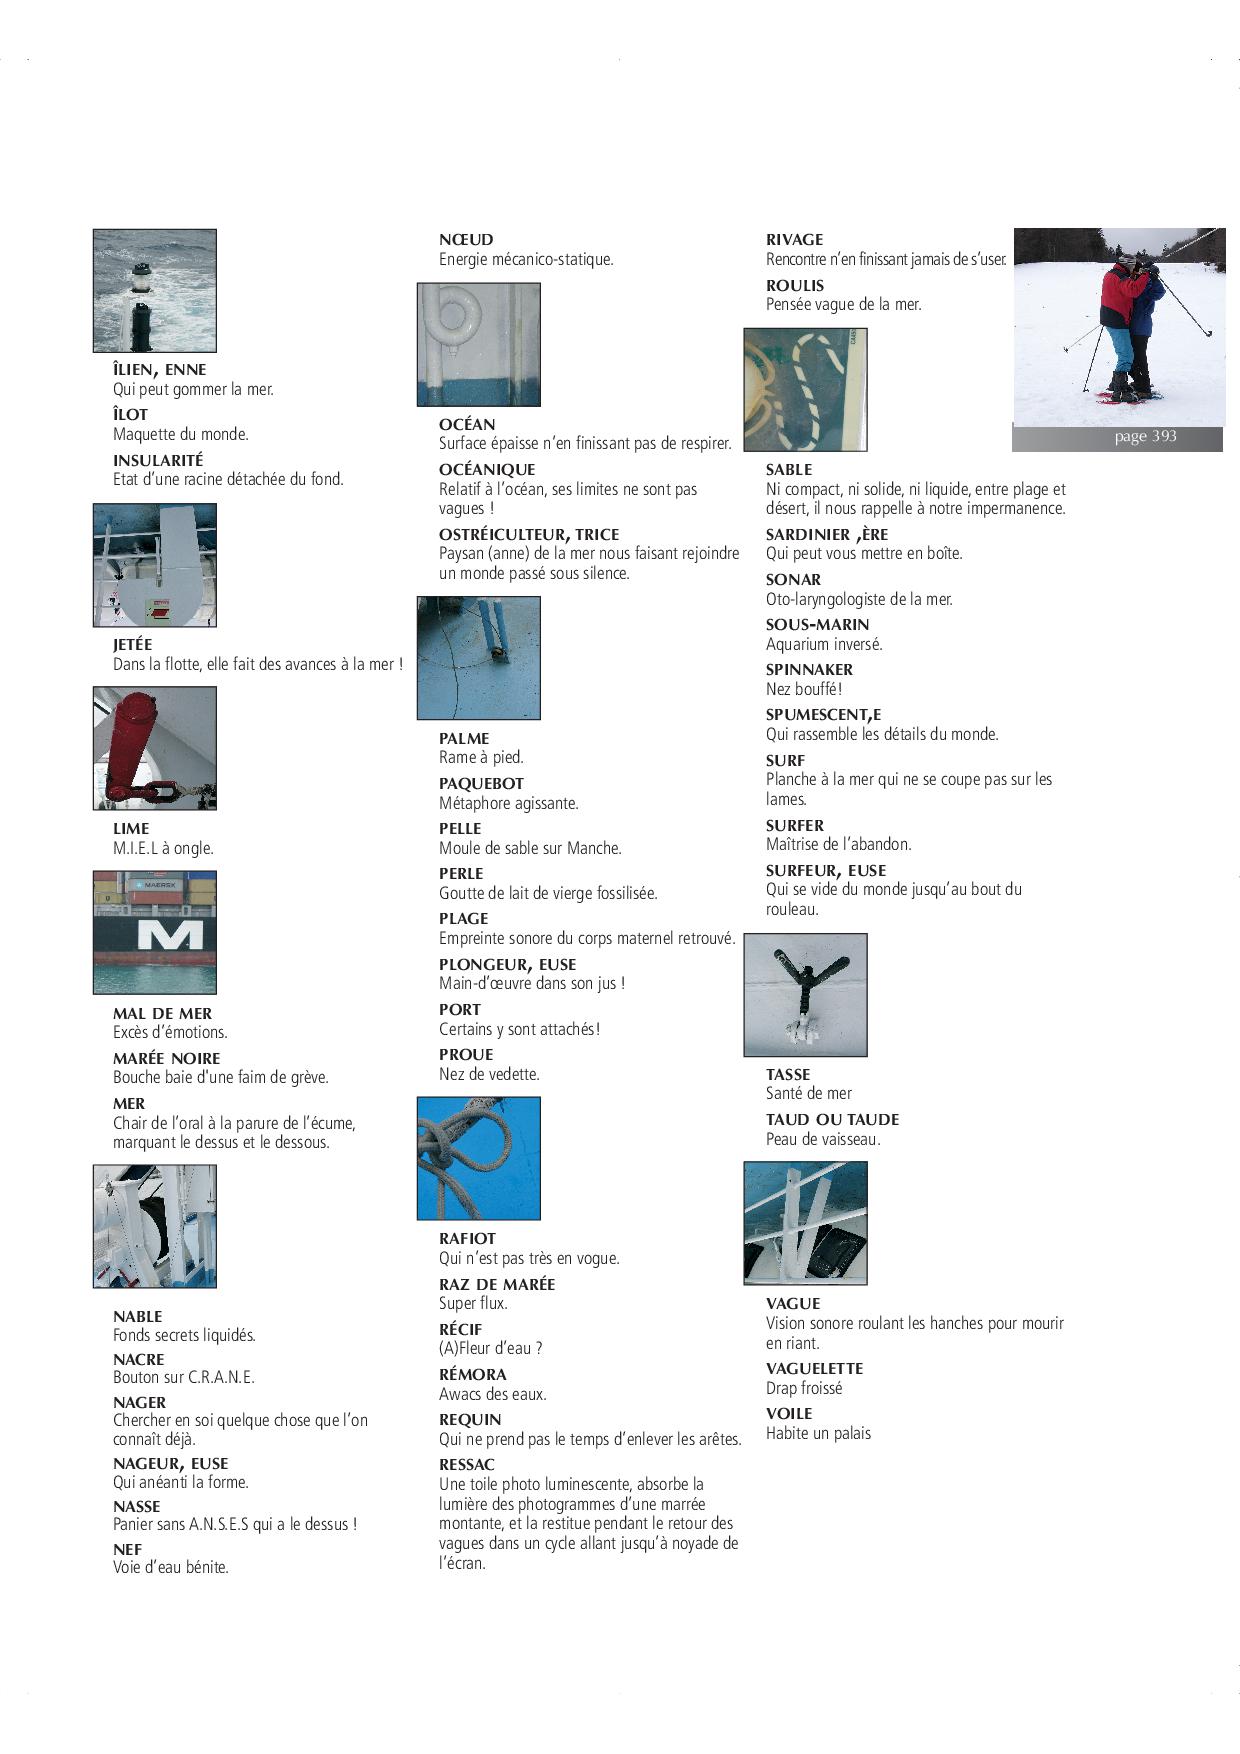 ÎLIEN, ENNE
Qui peut gommer la mer.
ÎLOT
Maquette du monde.
INSULARITÉ
Etat d’une racine détachée du fond.
JETÉE
Dans la flotte, elle fait des avances à la mer !
LIME
M.I.E.L à ongle.
MAERSK
M
MAL DE MER
Excès d’émotions.
MARÉE NOIRE
Bouche baie d'une faim de grève.
MER
Chair de l’oral à la parure de l’écume,
marquant le dessus et le dessous.
NABLE
Fonds secrets liquidés.
NACRE
Bouton sur C.R.A.N.E.
NAGER
Chercher en soi quelque chose que l’on
connaît déjà.
NAGEUR, EUSE
Qui anéanti la forme.
NASSE
Panier sans A.N.S.E.S qui a le dessus !
NEF
Voie d’eau bénite.
NŒUD
Energie mécanico-statique.
OCÉAN
Surface épaisse n’en finissant pas de respirer.
OCÉANIQUE
Relatif à l’océan, ses limites ne sont pas
vagues !
OSTRÉICULTEUR, TRICE
Paysan (anne) de la mer nous faisant rejoindre
un monde passé sous silence.
PALME
Rame à pied.
PAQUEBOT
Métaphore agissante.
PELLE
Moule de sable sur Manche.
PERLE
Goutte de lait de vierge fossilisée.
PLAGE
Empreinte sonore du corps maternel retrouvé.
PLONGEUR, EUSE
Main-d’œuvre dans son jus !
PORT
Certains y sont attachés!
PROUE
Nez de vedette.
RAFIOT
Qui n’est pas très en vogue.
RAZ DE MARÉE
Super flux.
RÉCIF
(A)Fleur d’eau ?
RÉMORA
Awacs des eaux.
REQUIN
Qui ne prend pas le temps d’enlever les arêtes.
RESSAC
Une toile photo luminescente, absorbe la
lumière des photogrammes d’une marrée
montante, et la restitue pendant le retour des
vagues dans un cycle allant jusqu’à noyade de
l’écran.
RIVAGE
Rencontre n’en finissant jamais de s’user.
ROULIS
Pensée vague de la mer.
SABLE
Ni compact, ni solide, ni liquide, entre plage et
désert, il nous rappelle à notre impermanence.
SARDINIER ,ÈRE
Qui peut vous mettre en boîte.
SONAR
Oto-laryngologiste de la mer.
SOUS-MARIN
Aquarium inversé.
SPINNAKER
Nez bouffé!
SPUMESCENT,E
Qui rassemble les détails du monde.
SURF
Planche à la mer qui ne se coupe pas sur les
lames.
SURFER
Maîtrise de l’abandon.
SURFEUR, EUSE
Qui se vide du monde jusqu’au bout du
rouleau.
TASSE
Santé de mer
TAUD OU TAUDE
Peau de vaisseau.
VAGUE
Vision sonore roulant les hanches pour mourir
en riant.
VAGUELETTE
Drap froissé
VOILE
Habite un palais
page 393